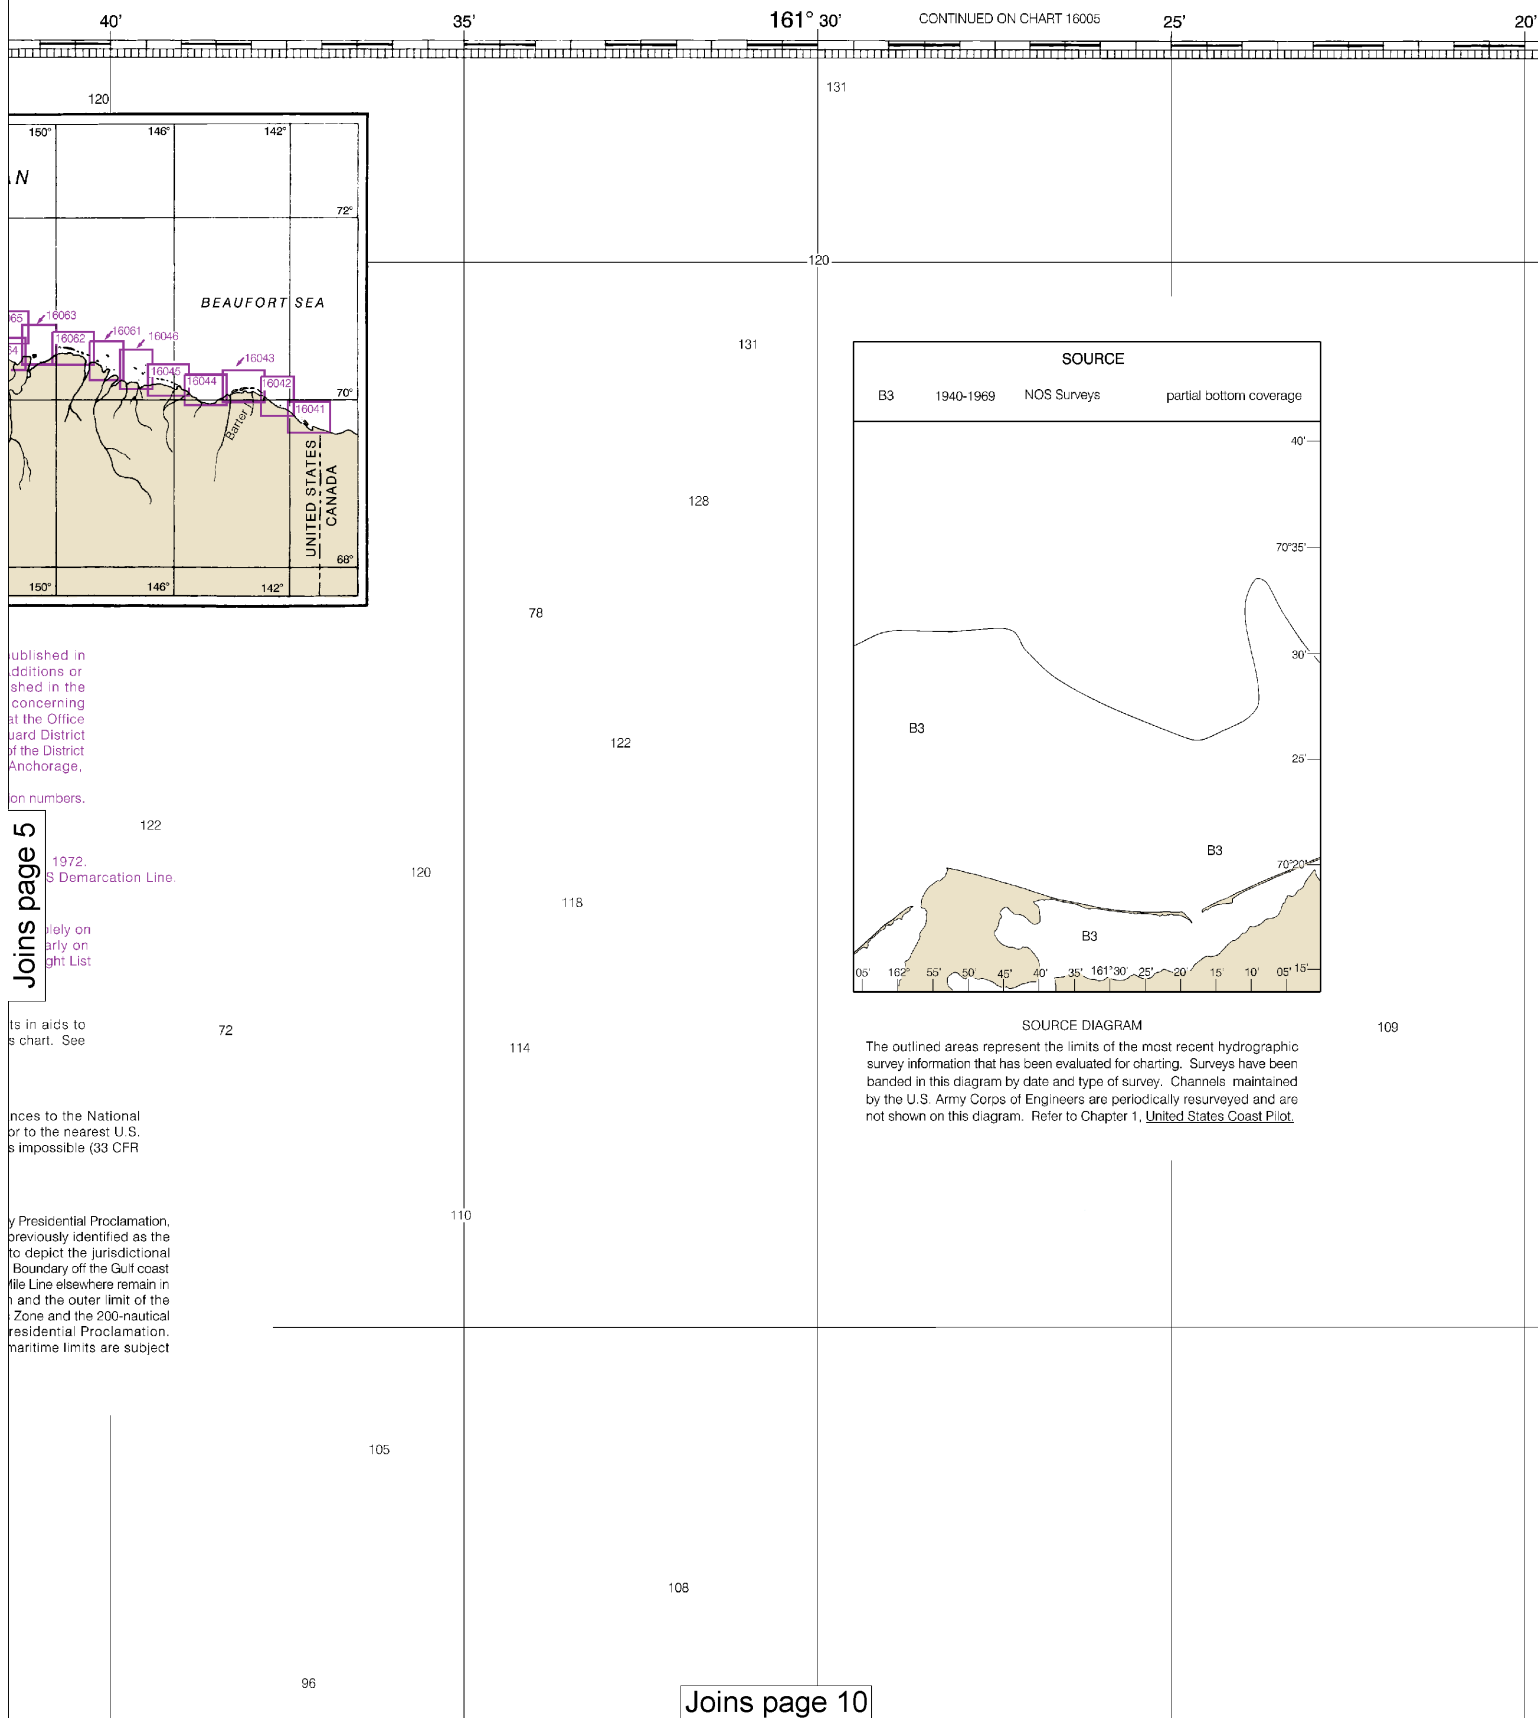 40'
35'
161° 30'
CONTINUED ON CHART 16005
25'
20'
120
131
150°
146°
142°
AN
72°
120
BEAUFORT SEA
16063
16061
16046
16062
16043
16045
16044
16042
16041
70°
Barter I
UNITED STATES
CANADA
68°
150°
146°
142°
131
128
78
122
122
120
118
72
114
109
110
105
108
96
SOURCE
B3 1940-1969 NOS Surveys partial bottom coverage
40'
70°35'
30'
B3
25'
B3
70°20'
B3
05' 162° 55' 50' 45' 40' 35' 161°30' 25' 20' 15' 10' 05' 15'
SOURCE DIAGRAM
The outlined areas represent the limits of the most recent hydrographic
survey information that has been evaluated for charting. Surveys have been
banded in this diagram by date and type of survey. Channels maintained
by the U.S. Army Corps of Engineers are periodically resurveyed and are
not shown on this diagram. Refer to Chapter 1, United States Coast Pilot.
ublished in
dditions or
shed in the
concerning
at the Office
uard District
of the District
Anchorage,
on numbers.
1972.
S Demarcation Line.
lely on
arly on
ght List
Joins page 5
ts in aids to
s chart. See
nces to the National
or to the nearest U.S.
s impossible (33 CFR
y Presidential Proclamation,
previously identified as the
to depict the jurisdictional
Boundary off the Gulf coast
Mile Line elsewhere remain in
and the outer limit of the
Zone and the 200-nautical
residential Proclamation.
maritime limits are subject
Joins page 10